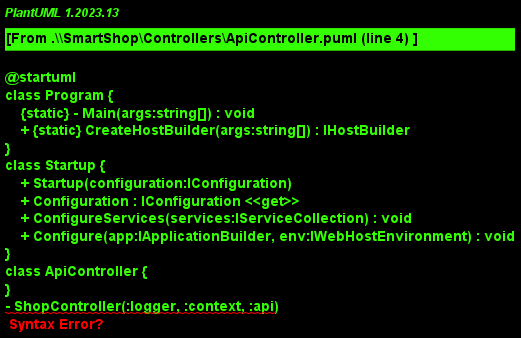 PlantUML 1.2023.13
[From .\\SmartShop\Controllers\ApiController.puml (line 4) ]
@startuml
class Program {
{static} - Main(args:string[]) : void
+ {static} CreateHostBuilder(args:string[]) : IHostBuilder
}
class Startup {
+ Startup(configuration:IConfiguration)
+ Configuration : IConfiguration <<get>>
+ ConfigureServices(services:IServiceCollection) : void
+ Configure(app:IApplicationBuilder, env:IWebHostEnvironment) : void
}
class ApiController {
}
- ShopController(:logger, :context, :api)
Syntax Error?